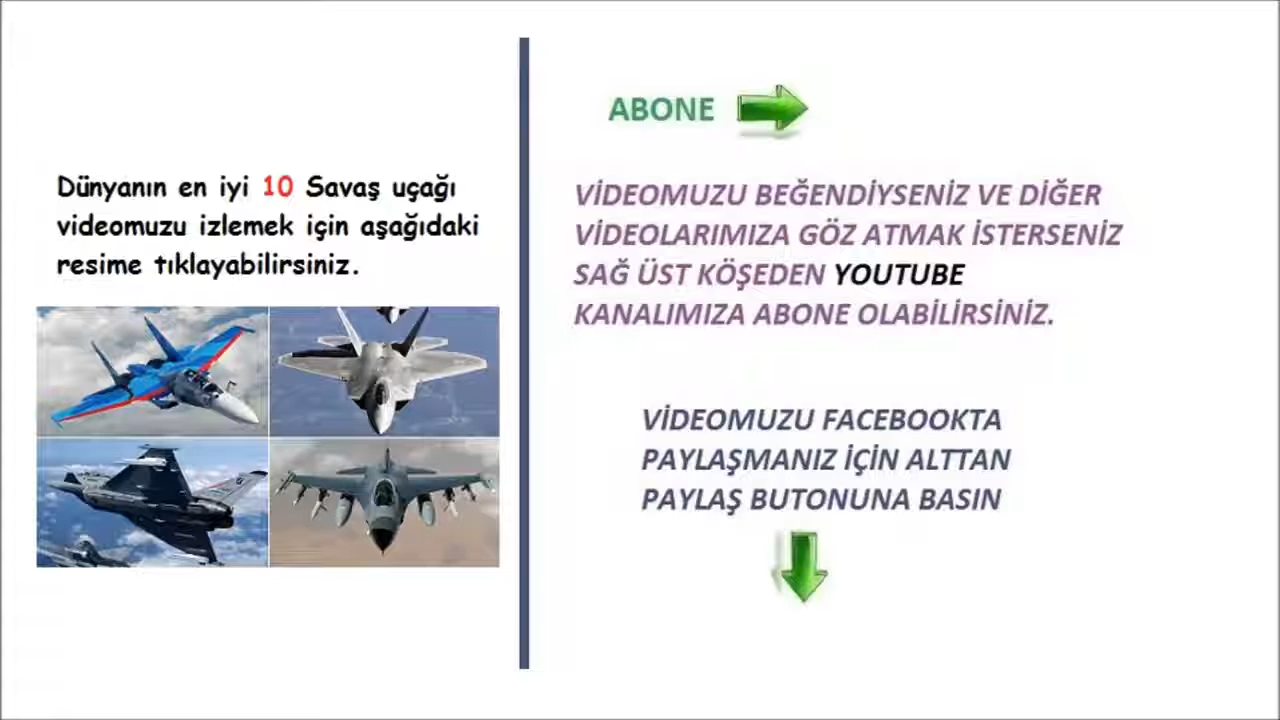 Dünyanın en iyi 10 Savaş uçağı
videomuzu izlemek için aşağıdaki
resime tıklayabilirsiniz.
ABONE
VİDEOMUZU BEĞENDİYSENİZ VE DİĞER
VİDEOLARIMIZA GÖZ ATMAK İSTERSENİZ
SAĞ ÜST KÖŞEDEN YOUTUBE
KANALIMIZA ABONE OLABİLİRSİNİZ.
VİDEOMUZU FACEBOOKTA
PAYLAŞMANIZ İÇİN ALTTAN
PAYLAŞ BUTONUNA BASIN